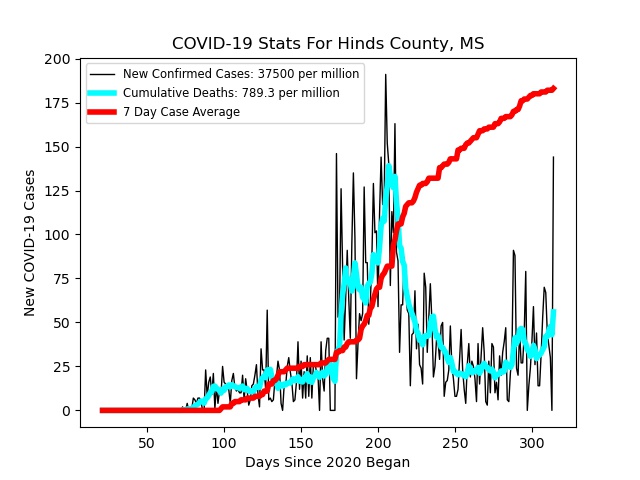 COVID-19 Stats For Hinds County, MS
New Confirmed Cases: 37500 per million
Cumulative Deaths: 789.3 per million
7 Day Case Average
New COVID-19 Cases
200
175
150
125
100
75
50
25
0
50 100 150 200 250 300
Days Since 2020 Began